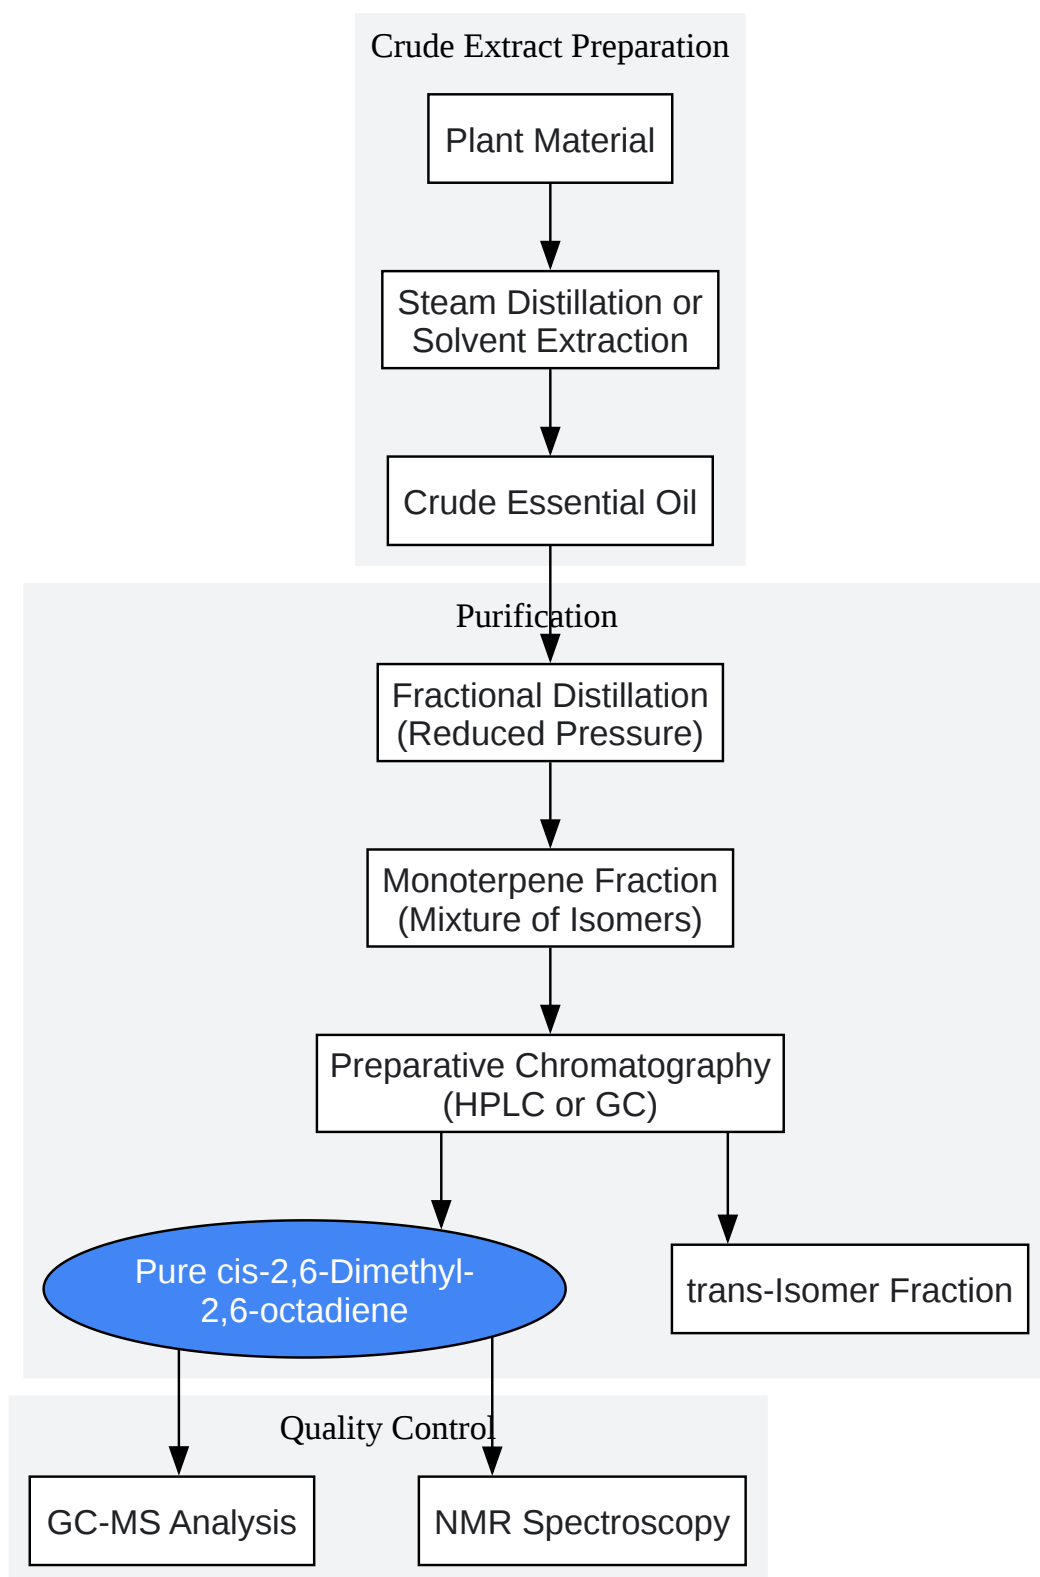 Crude Extract Preparation
Plant Material
Steam Distillation or
Solvent Extraction
Crude Essential Oil
Purification
Fractional Distillation
(Reduced Pressure)
Monoterpene Fraction
(Mixture of Isomers)
Preparative Chromatography
(HPLC or GC)
Pure cis-2,6-Dimethyl-
2,6-octadiene
trans-Isomer Fraction
Quality Control
GC-MS Analysis
NMR Spectroscopy